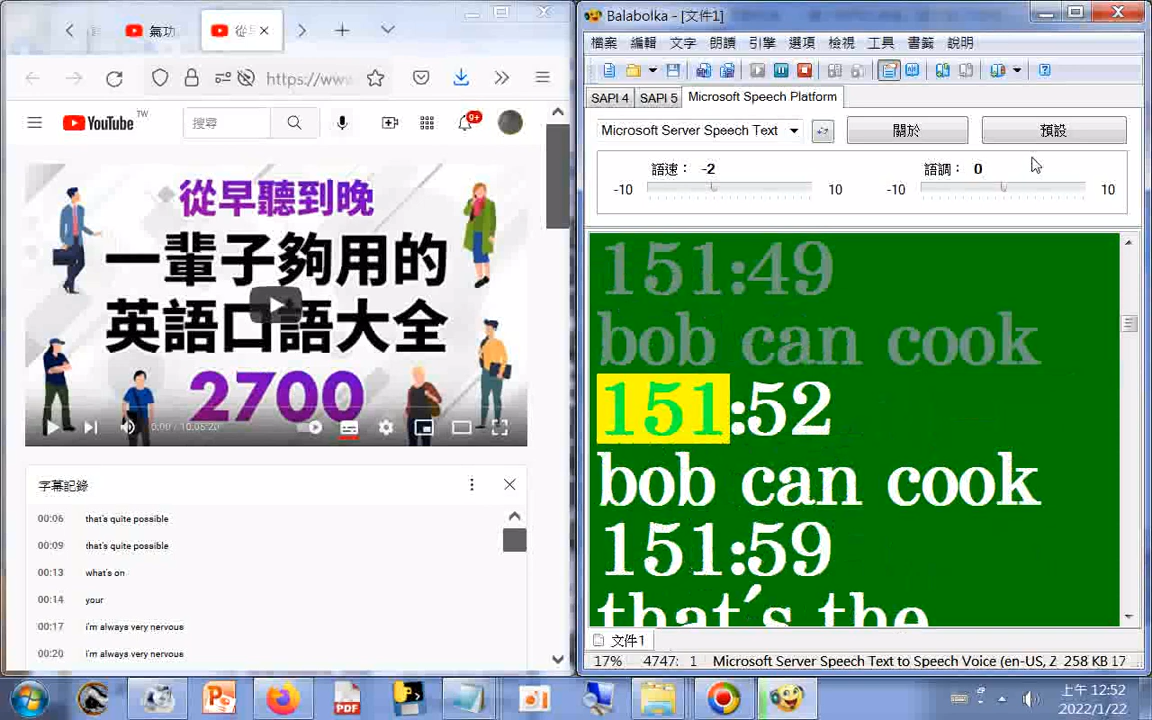 氣功
從
https://www
YouTube TW
搜尋
9+
從早聽到晚
一輩子夠用的
英語口語大全
2700
0:00 / 10:05:20
字幕記錄
00:06 that's quite possible
00:09 that's quite possible
00:13 what's on
00:14 your
00:17 i'm always very nervous
00:20 i'm always very nervous
Balabolka - [文件1]
檔案 編輯 文字 朗讀 引擎 選項 檢視 工具 書籤 說明
SAPI 4 SAPI 5 Microsoft Speech Platform
Microsoft Server Speech Text 關於 預設
語速: -2 語調: 0
-10 10 -10 10
151:49
bob can cook
151:52
bob can cook
151:59
that's the
文件1
17% 4747: 1 Microsoft Server Speech Text to Speech Voice (en-US, Z 258 KB 17
PDF
上午 12:52
2022/1/22